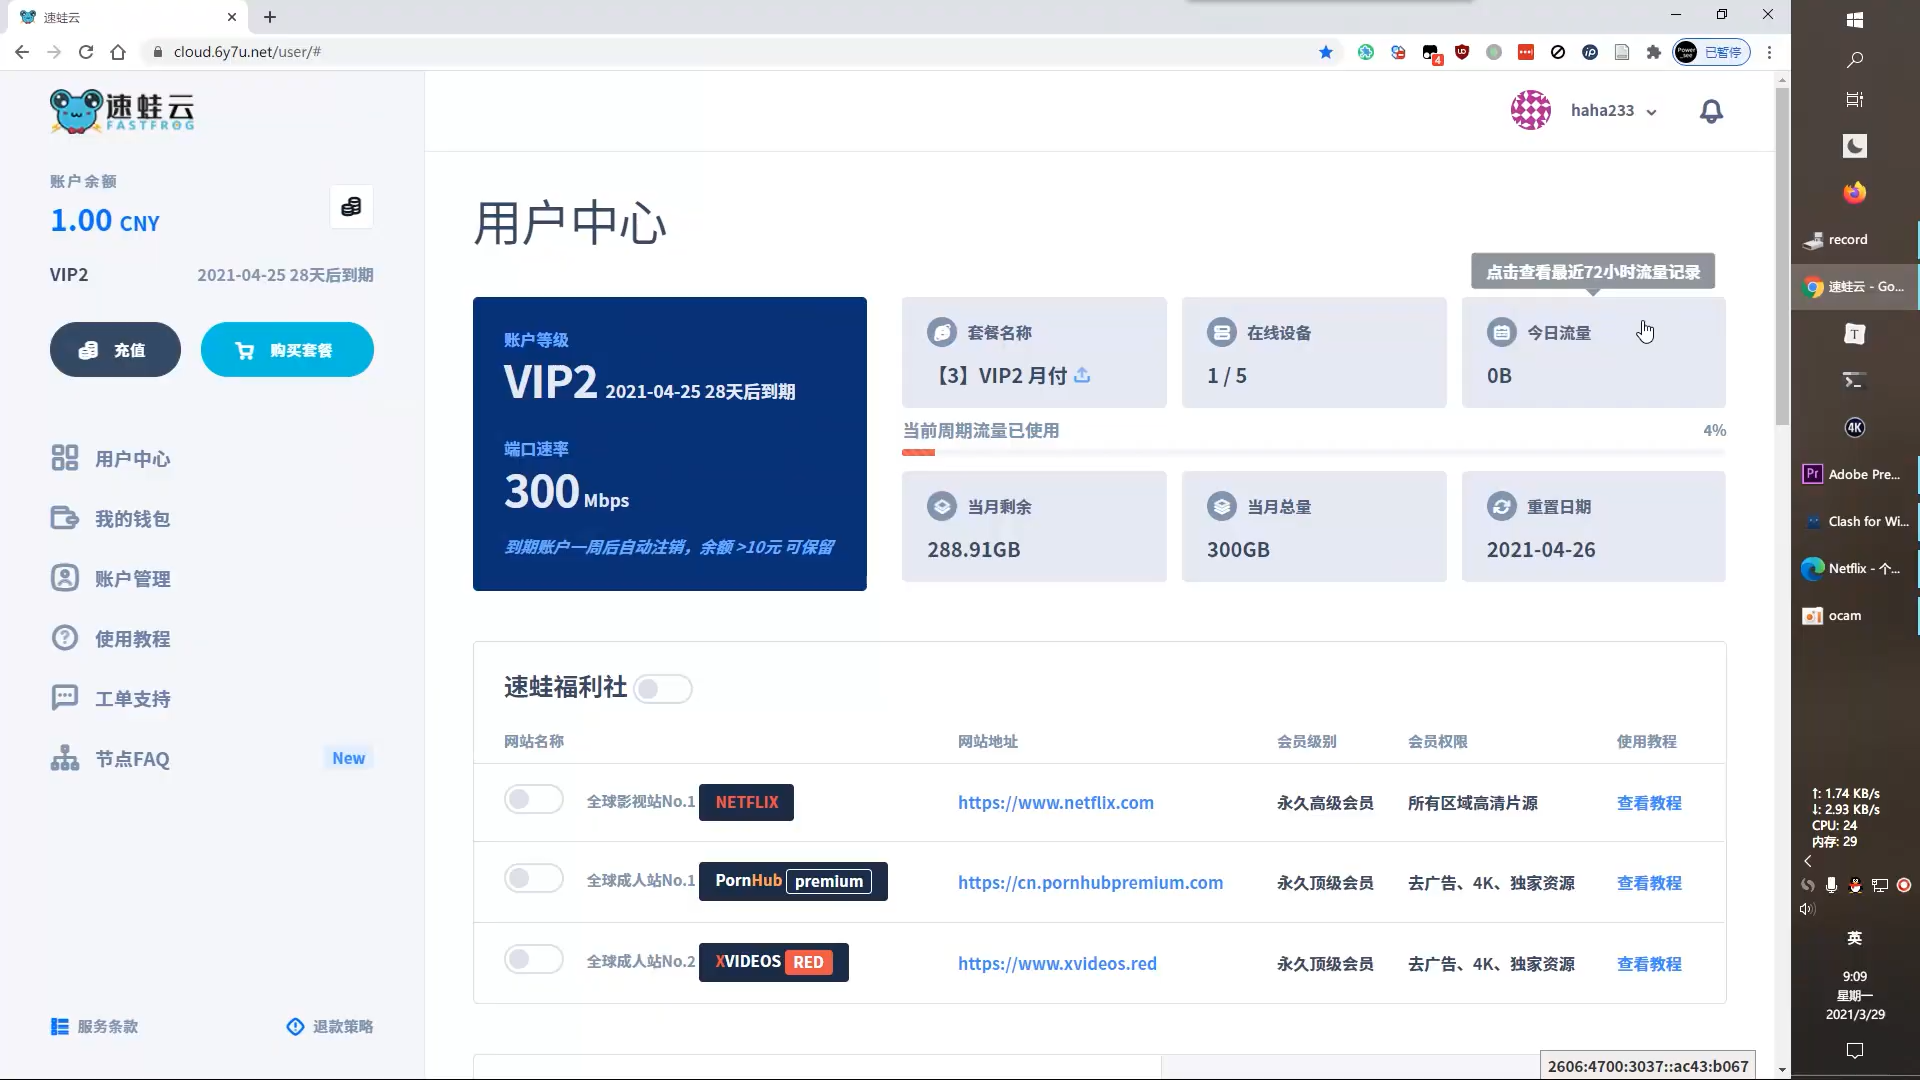 速蛙云
cloud.6y7u.net/user/#
4
Power
已暂停
速蛙云
FASTFROG
haha233
账户余额
1.00 CNY
VIP2
2021-04-25 28天后到期
充值
购买套餐
用户中心
我的钱包
账户管理
使用教程
工单支持
节点FAQ
New
服务条款
退款策略
用户中心
点击查看最近72小时流量记录
账户等级
VIP2 2021-04-25 28天后到期
端口速率
300 Mbps
到期账户一周后自动注销，余额 >10元 可保留
套餐名称
【3】VIP2 月付
在线设备
1 / 5
今日流量
0B
当前周期流量已使用
4%
当月剩余
288.91GB
当月总量
300GB
重置日期
2021-04-26
速蛙福利社
网站名称
网站地址
会员级别
会员权限
使用教程
全球影视站No.1 NETFLIX
https://www.netflix.com
永久高级会员
所有区域高清片源
查看教程
全球成人站No.1 PornHub premium
https://cn.pornhubpremium.com
永久顶级会员
去广告、4K、独家资源
查看教程
全球成人站No.2 XVIDEOS RED
https://www.xvideos.red
永久顶级会员
去广告、4K、独家资源
查看教程
2606:4700:3037::ac43:b067
record
速蛙云 - Go...
T
4K
Pr
Adobe Pre...
Clash for Wi...
Netflix - 个...
ocam
↑: 1.74 KB/s
↓: 2.93 KB/s
CPU: 24
内存: 29
英
9:09
星期一
2021/3/29